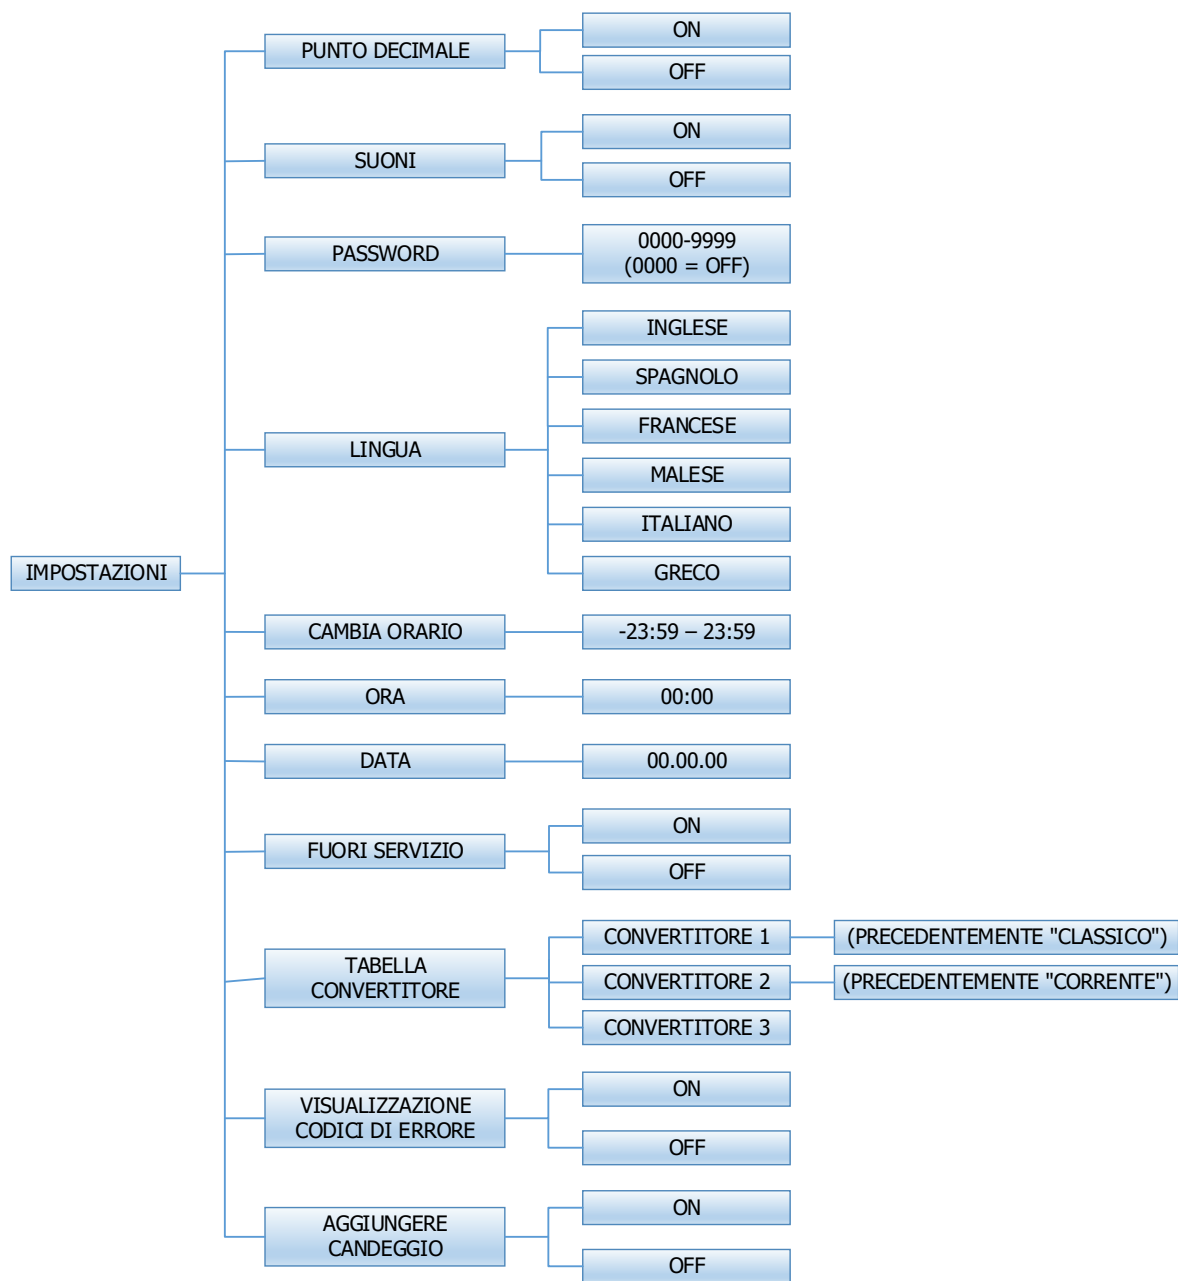 IMPOSTAZIONI
PUNTO DECIMALE
ON
OFF
SUONI
ON
OFF
PASSWORD
0000-9999
(0000 = OFF)
LINGUA
INGLESE
SPAGNOLO
FRANCESE
MALESE
ITALIANO
GRECO
CAMBIA ORARIO
-23:59 – 23:59
ORA
00:00
DATA
00.00.00
FUORI SERVIZIO
ON
OFF
TABELLA
CONVERTITORE
CONVERTITORE 1
(PRECEDENTEMENTE "CLASSICO")
CONVERTITORE 2
(PRECEDENTEMENTE "CORRENTE")
CONVERTITORE 3
VISUALIZZAZIONE
CODICI DI ERRORE
ON
OFF
AGGIUNGERE
CANDEGGIO
ON
OFF